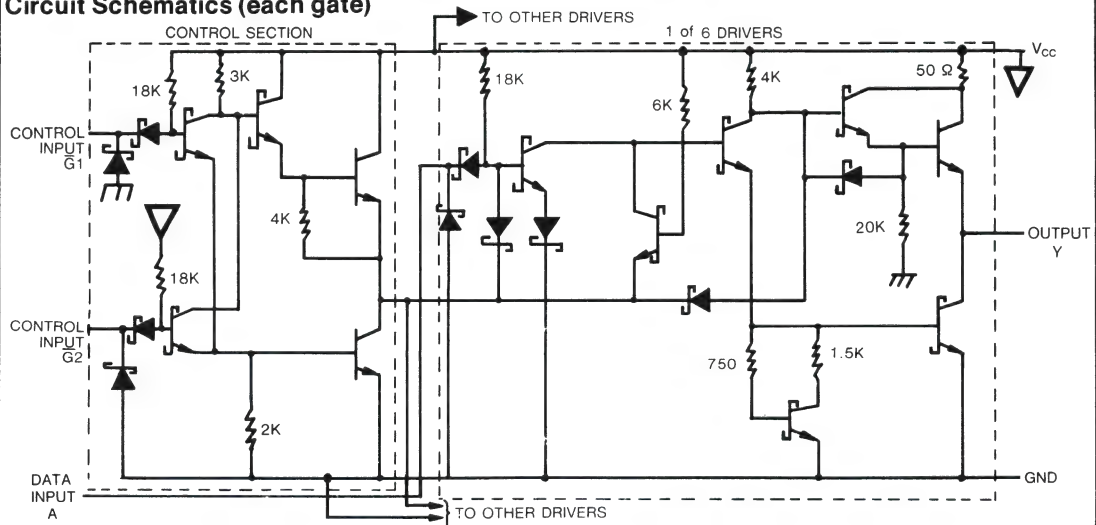 Circuit Schematics (each gate)
TO OTHER DRIVERS
CONTROL SECTION
1 of 6 DRIVERS
VCC
18K
3K
18K
6K
4K
50 Ω
CONTROL
INPUT
G̅1
4K
20K
OUTPUT
Y
18K
CONTROL
INPUT
G̅2
750
1.5K
2K
DATA
INPUT
A
GND
TO OTHER DRIVERS